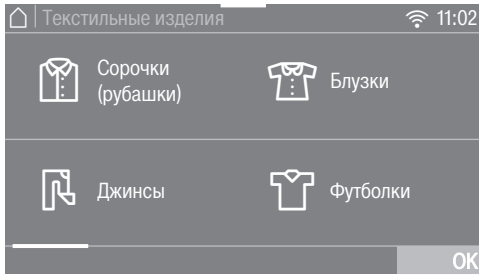 Текстильные изделия 11:02
Сорочки
(рубашки)
Блузки
Джинсы
Футболки
OK